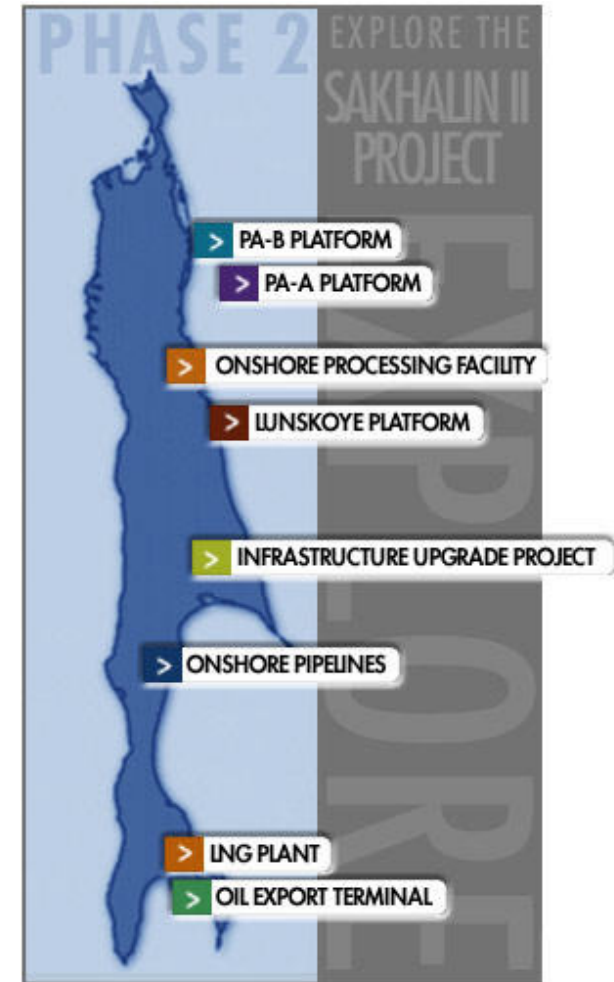 PHASE 2
EXPLORE THE
SAKHALIN II
PROJECT
EXPLORE
> PA-B PLATFORM
> PA-A PLATFORM
> ONSHORE PROCESSING FACILITY
> LUNSKOYE PLATFORM
> INFRASTRUCTURE UPGRADE PROJECT
> ONSHORE PIPELINES
> LNG PLANT
> OIL EXPORT TERMINAL